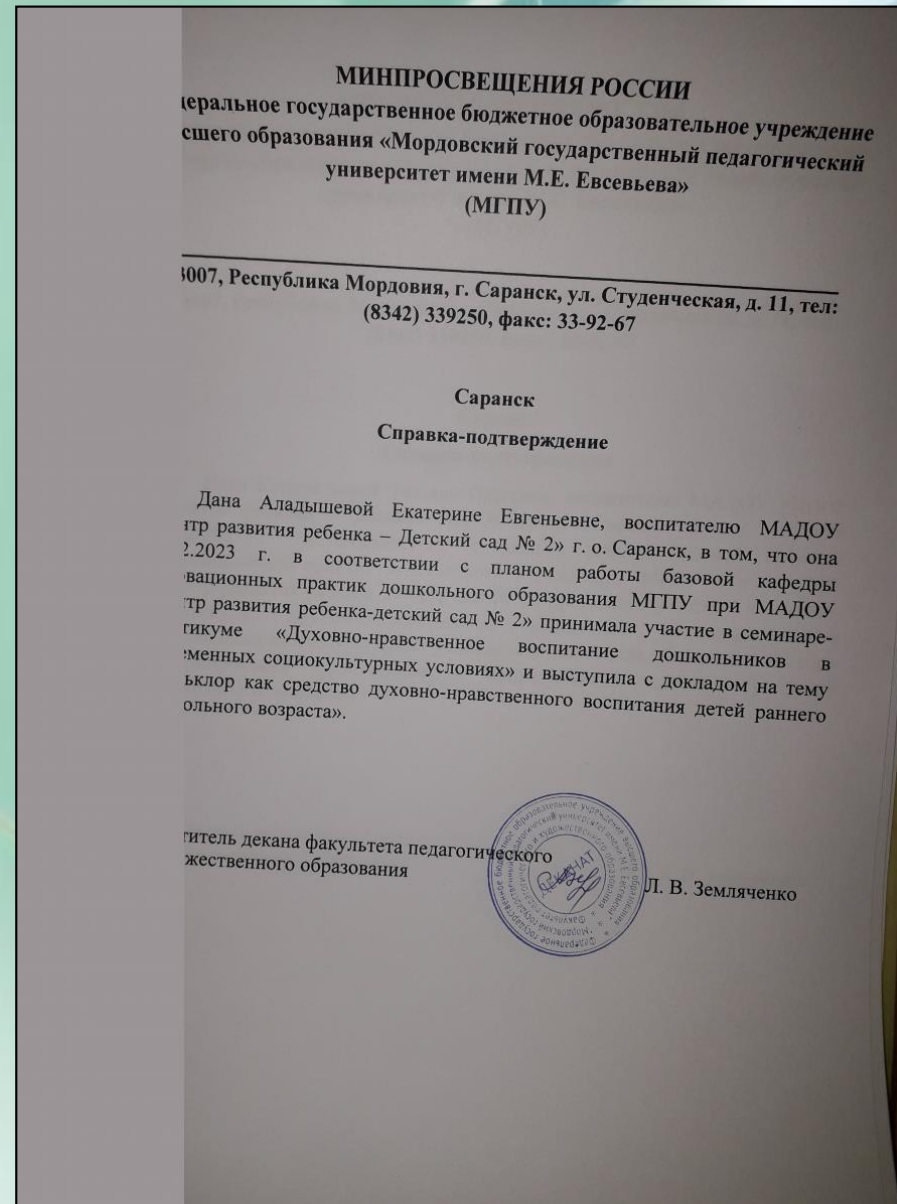 МИНПРОСВЕЩЕНИЯ РОССИИ
деральное государственное бюджетное образовательное учреждение
сшего образования «Мордовский государственный педагогический
университет имени М.Е. Евсевьева»
(МГПУ)
3007, Республика Мордовия, г. Саранск, ул. Студенческая, д. 11, тел:
(8342) 339250, факс: 33-92-67
Саранск
Справка-подтверждение
Дана Аладышевой Екатерине Евгеньевне, воспитателю МАДОУ
нтр развития ребенка – Детский сад № 2» г. о. Саранск, в том, что она
2.2023 г. в соответствии с планом работы базовой кафедры
вационных практик дошкольного образования МГПУ при МАДОУ
тр развития ребенка-детский сад № 2» принимала участие в семинаре-
тикуме «Духовно-нравственное воспитание дошкольников в
еменных социокультурных условиях» и выступила с докладом на тему
ьклор как средство духовно-нравственного воспитания детей раннего
ольного возраста».
титель декана факультета педагогического
жественного образования
Л. В. Земляченко
ДЕКАНАТ